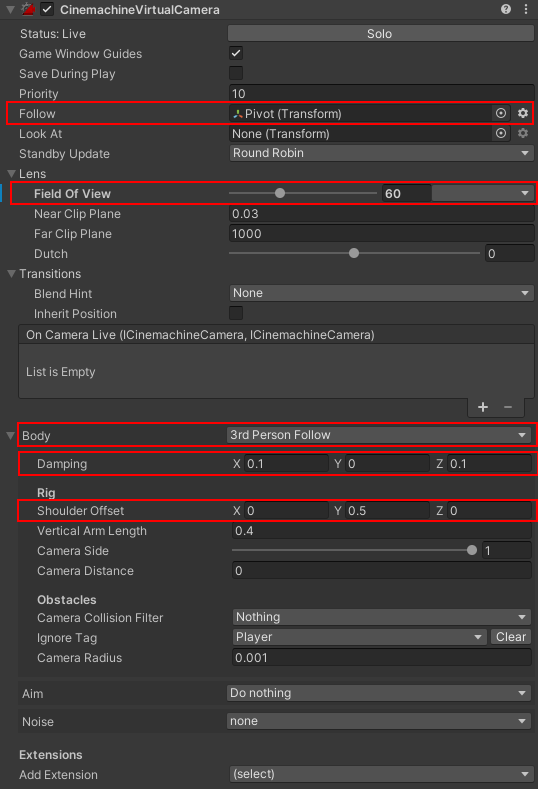 CinemachineVirtualCamera
Status: Live Solo
Game Window Guides
Save During Play
Priority 10
Follow Pivot (Transform)
Look At None (Transform)
Standby Update Round Robin
Lens
Field Of View 60
Near Clip Plane 0.03
Far Clip Plane 1000
Dutch 0
Transitions
Blend Hint None
Inherit Position
On Camera Live (ICinemachineCamera, ICinemachineCamera)
List is Empty
+ −
Body 3rd Person Follow
Damping X 0.1 Y 0 Z 0.1
Rig
Shoulder Offset X 0 Y 0.5 Z 0
Vertical Arm Length 0.4
Camera Side 1
Camera Distance 0
Obstacles
Camera Collision Filter Nothing
Ignore Tag Player Clear
Camera Radius 0.001
Aim Do nothing
Noise none
Extensions
Add Extension (select)